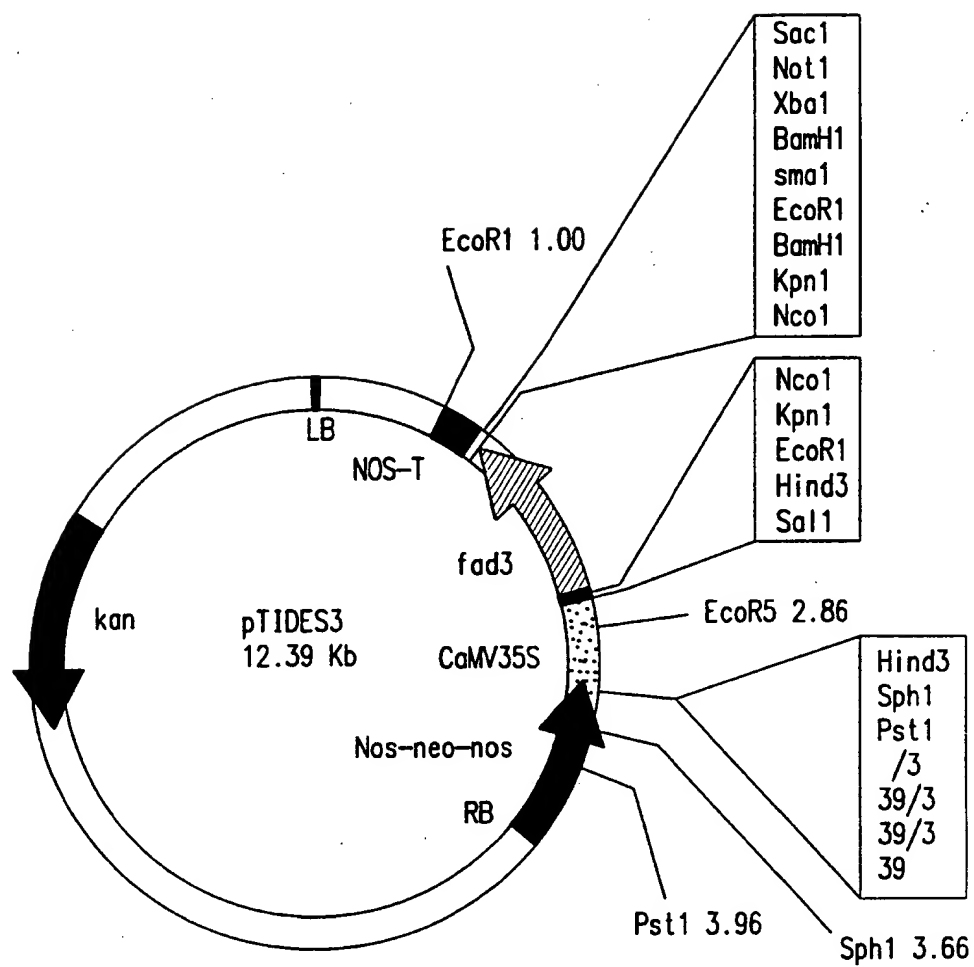 Sac1
Not1
Xba1
BamH1
sma1
EcoR1
BamH1
Kpn1
Nco1
EcoR1 1.00
Nco1
Kpn1
EcoR1
Hind3
Sal1
LB
NOS-T
fad3
EcoR5 2.86
kan
pTIDES3
12.39 Kb
CaMV35S
Hind3
Sph1
Pst1
/3
39/3
39/3
39
Nos-neo-nos
RB
Pst1 3.96
Sph1 3.66